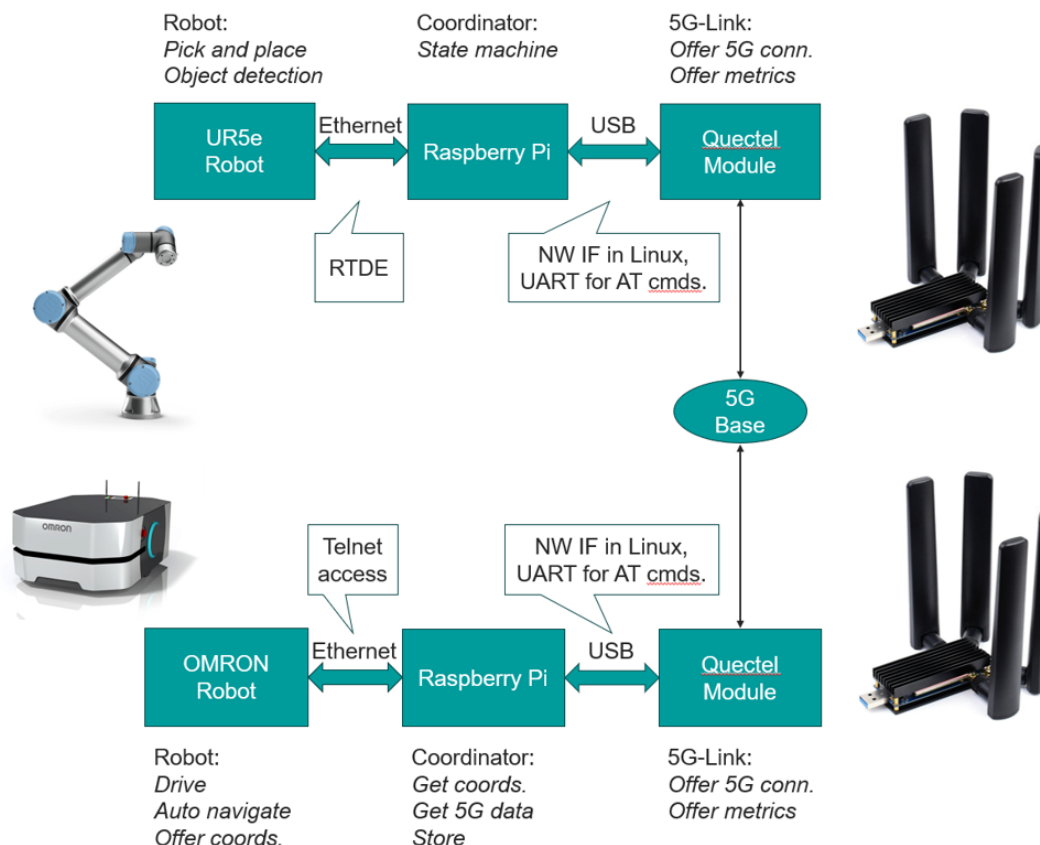 Robot:
Pick and place
Object detection
Coordinator:
State machine
5G-Link:
Offer 5G conn.
Offer metrics
UR5e
Robot
Ethernet
Raspberry Pi
USB
Quectel
Module
RTDE
NW IF in Linux,
UART for AT cmds.
5G
Base
OMRON
Telnet
access
NW IF in Linux,
UART for AT cmds.
OMRON
Robot
Ethernet
Raspberry Pi
USB
Quectel
Module
Robot:
Drive
Auto navigate
Offer coords.
Coordinator:
Get coords.
Get 5G data
Store
5G-Link:
Offer 5G conn.
Offer metrics